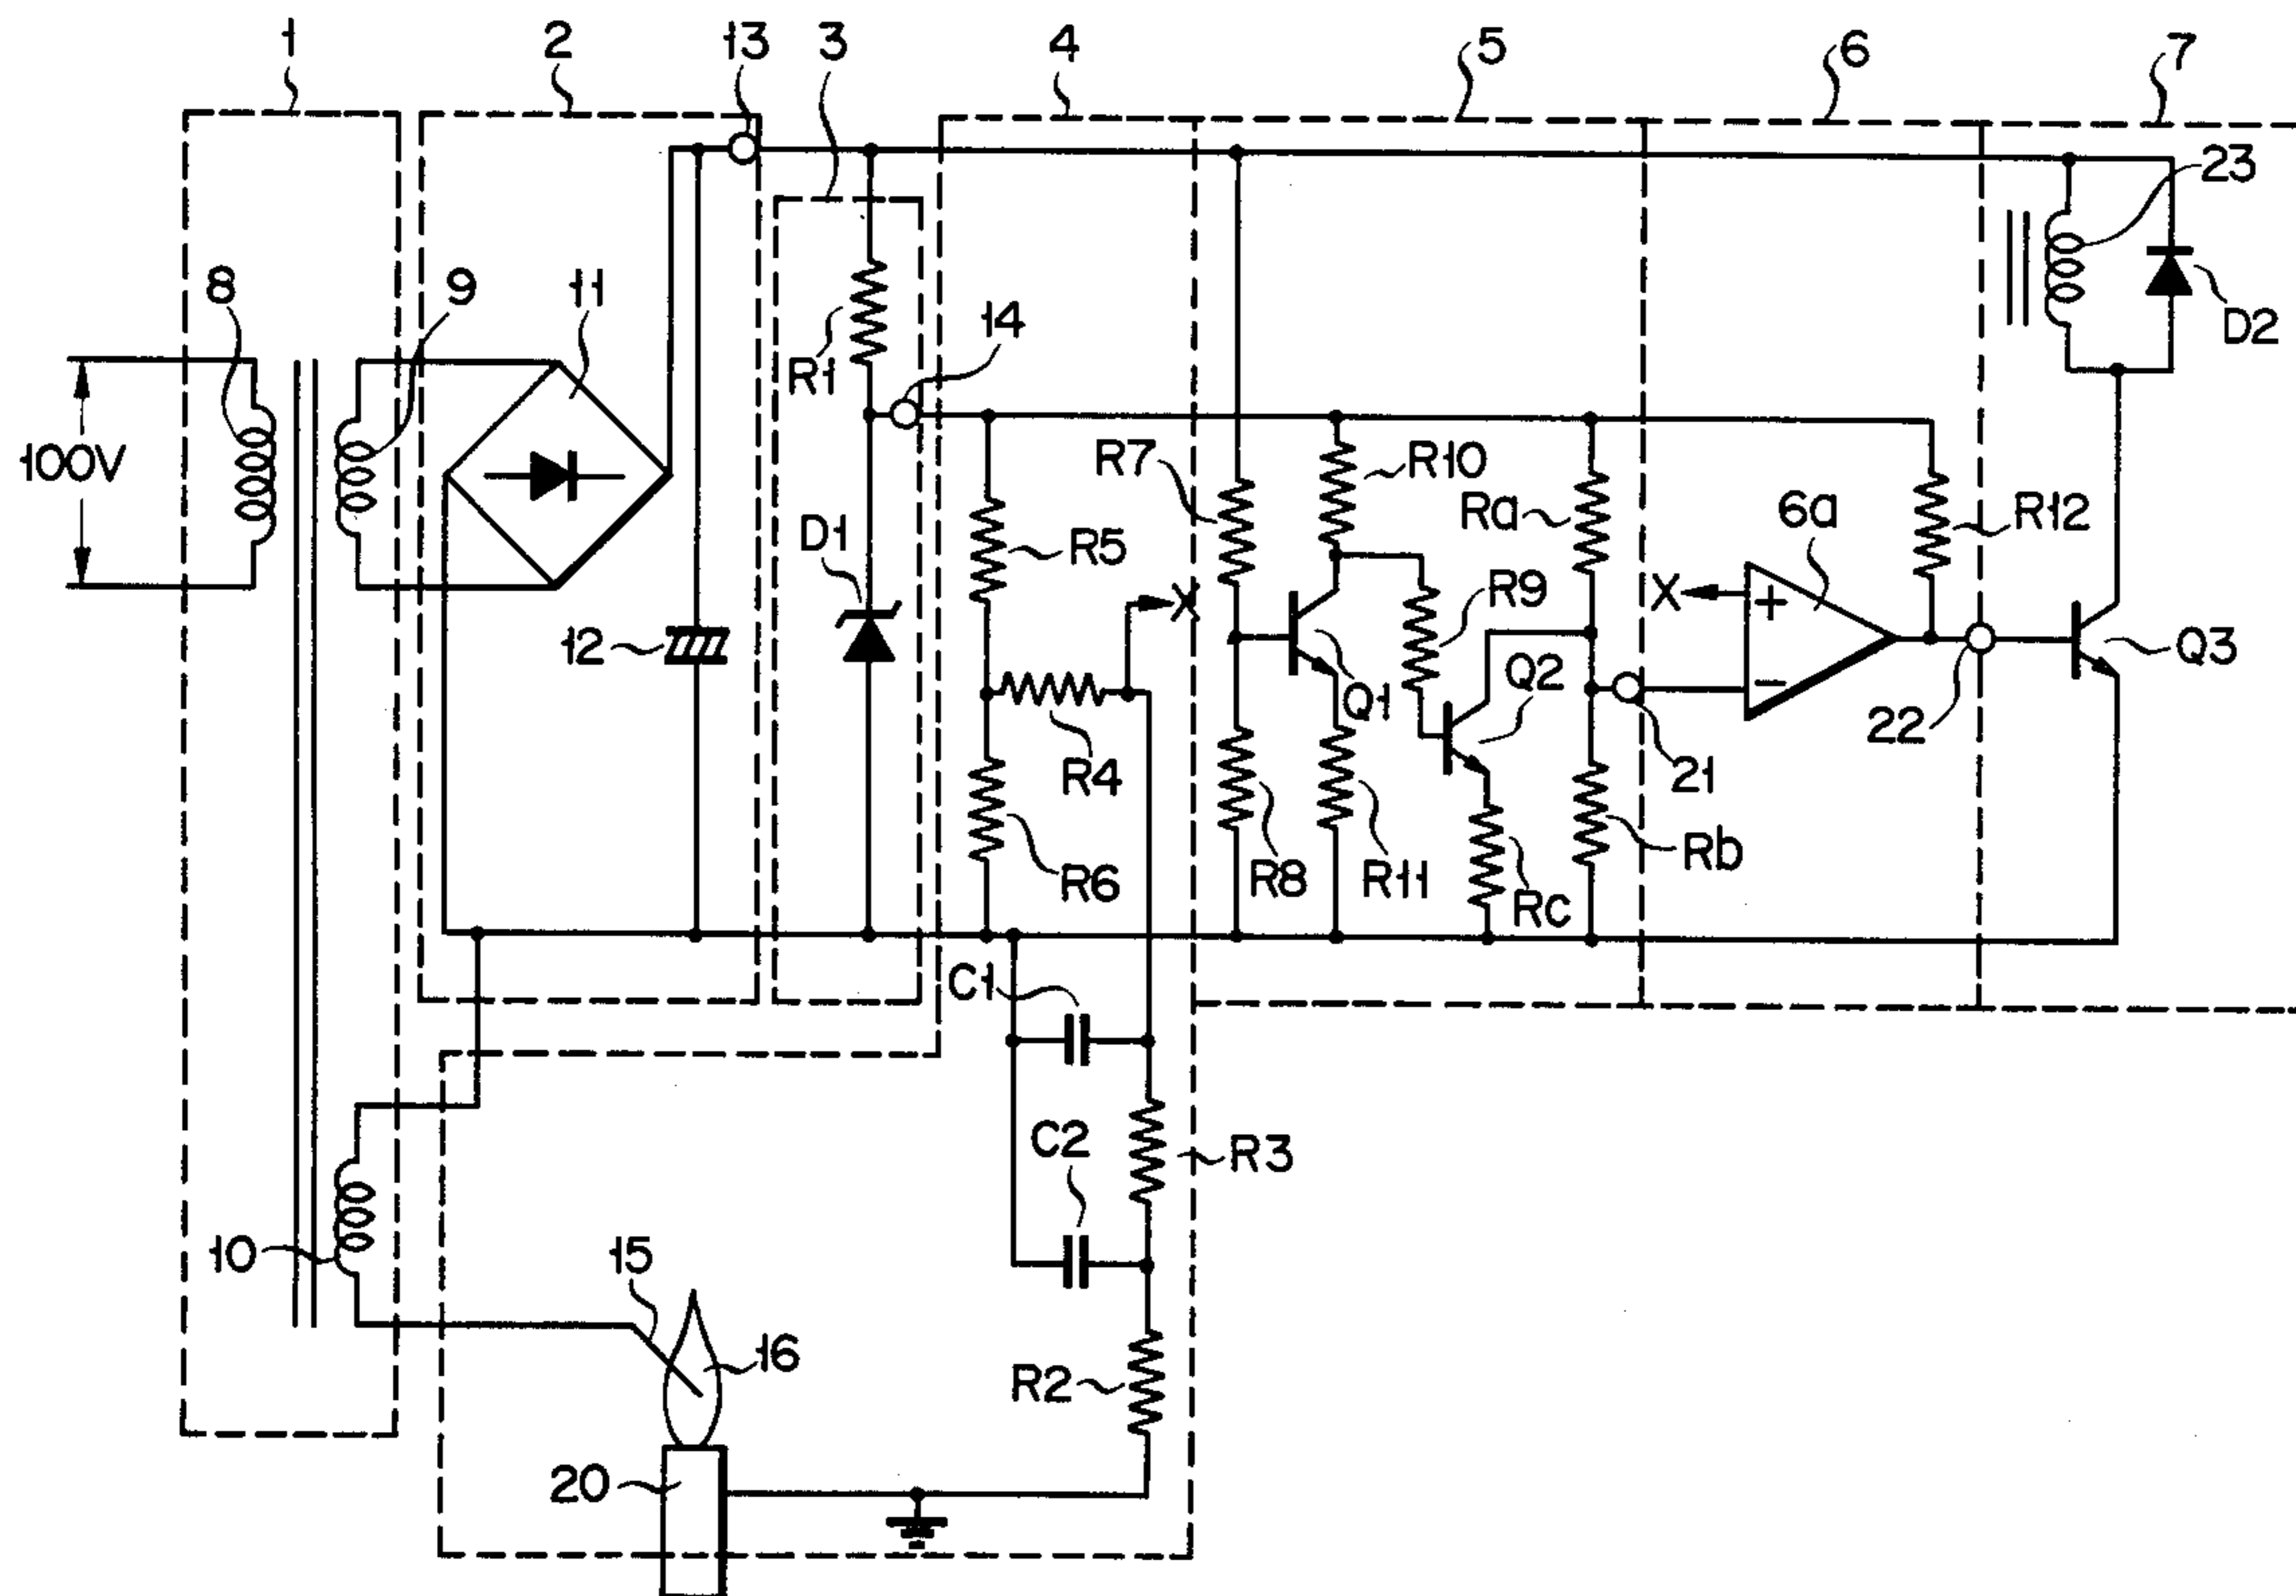 1
2
13
3
4
5
6
7
23
8
9
11
14
100V
R1
D1
D2
R7
R10
Ra
6a
R12
R5
X
R9
X
+
12
Q1
Q2
Q3
R4
21
22
−
R6
R8
R11
Rc
Rb
C1
C2
R3
10
15
16
R2
20